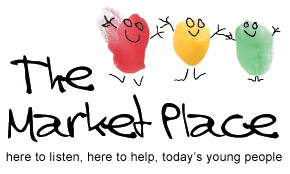 The
Market Place
here to listen, here to help, today's young people